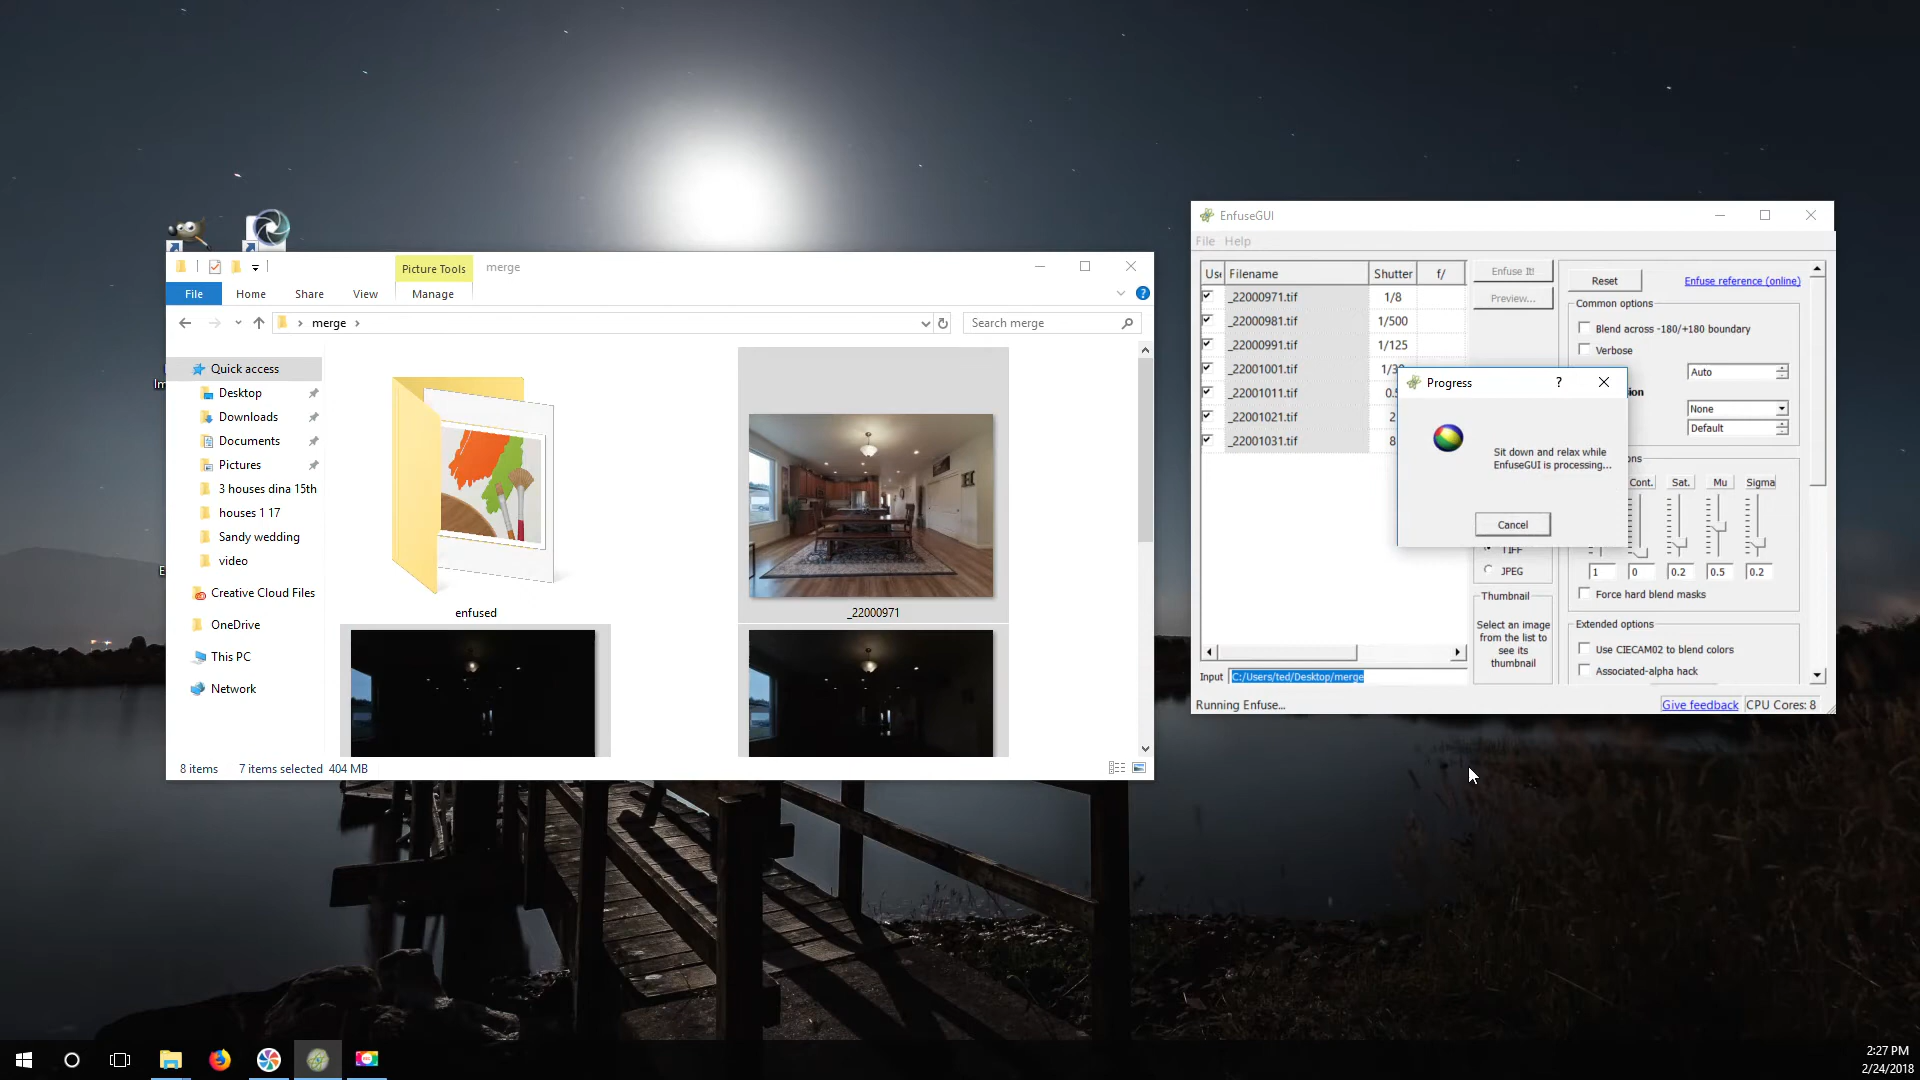 Picture Tools
merge
File
Home
Share
View
Manage
merge
Search merge
Quick access
Desktop
Downloads
Documents
Pictures
3 houses dina 15th
houses 1 17
Sandy wedding
video
Creative Cloud Files
OneDrive
This PC
Network
enfused
_22000971
8 items
7 items selected 404 MB
EnfuseGUI
File
Help
Filename
Shutter
f/
_22000971.tif 1/8
_22000981.tif 1/500
_22000991.tif 1/125
_22001001.tif
_22001011.tif
_22001021.tif 2
_22001031.tif 8
Input C:/Users/ted/Desktop/merge
Running Enfuse...
Enfuse It!
Preview...
Progress
?
Sit down and relax while
EnfuseGUI is processing...
Cancel
TIFF
JPEG
Thumbnail
Select an image
from the list to
see its
thumbnail
Reset
Enfuse reference (online)
Common options
Blend across -180/+180 boundary
Verbose
Auto
None
Default
Cont.
Sat.
Mu
Sigma
1
0
0.2
0.5
0.2
Force hard blend masks
Extended options
Use CIECAM02 to blend colors
Associated-alpha hack
Give feedback
CPU Cores: 8
2:27 PM
2/24/2018